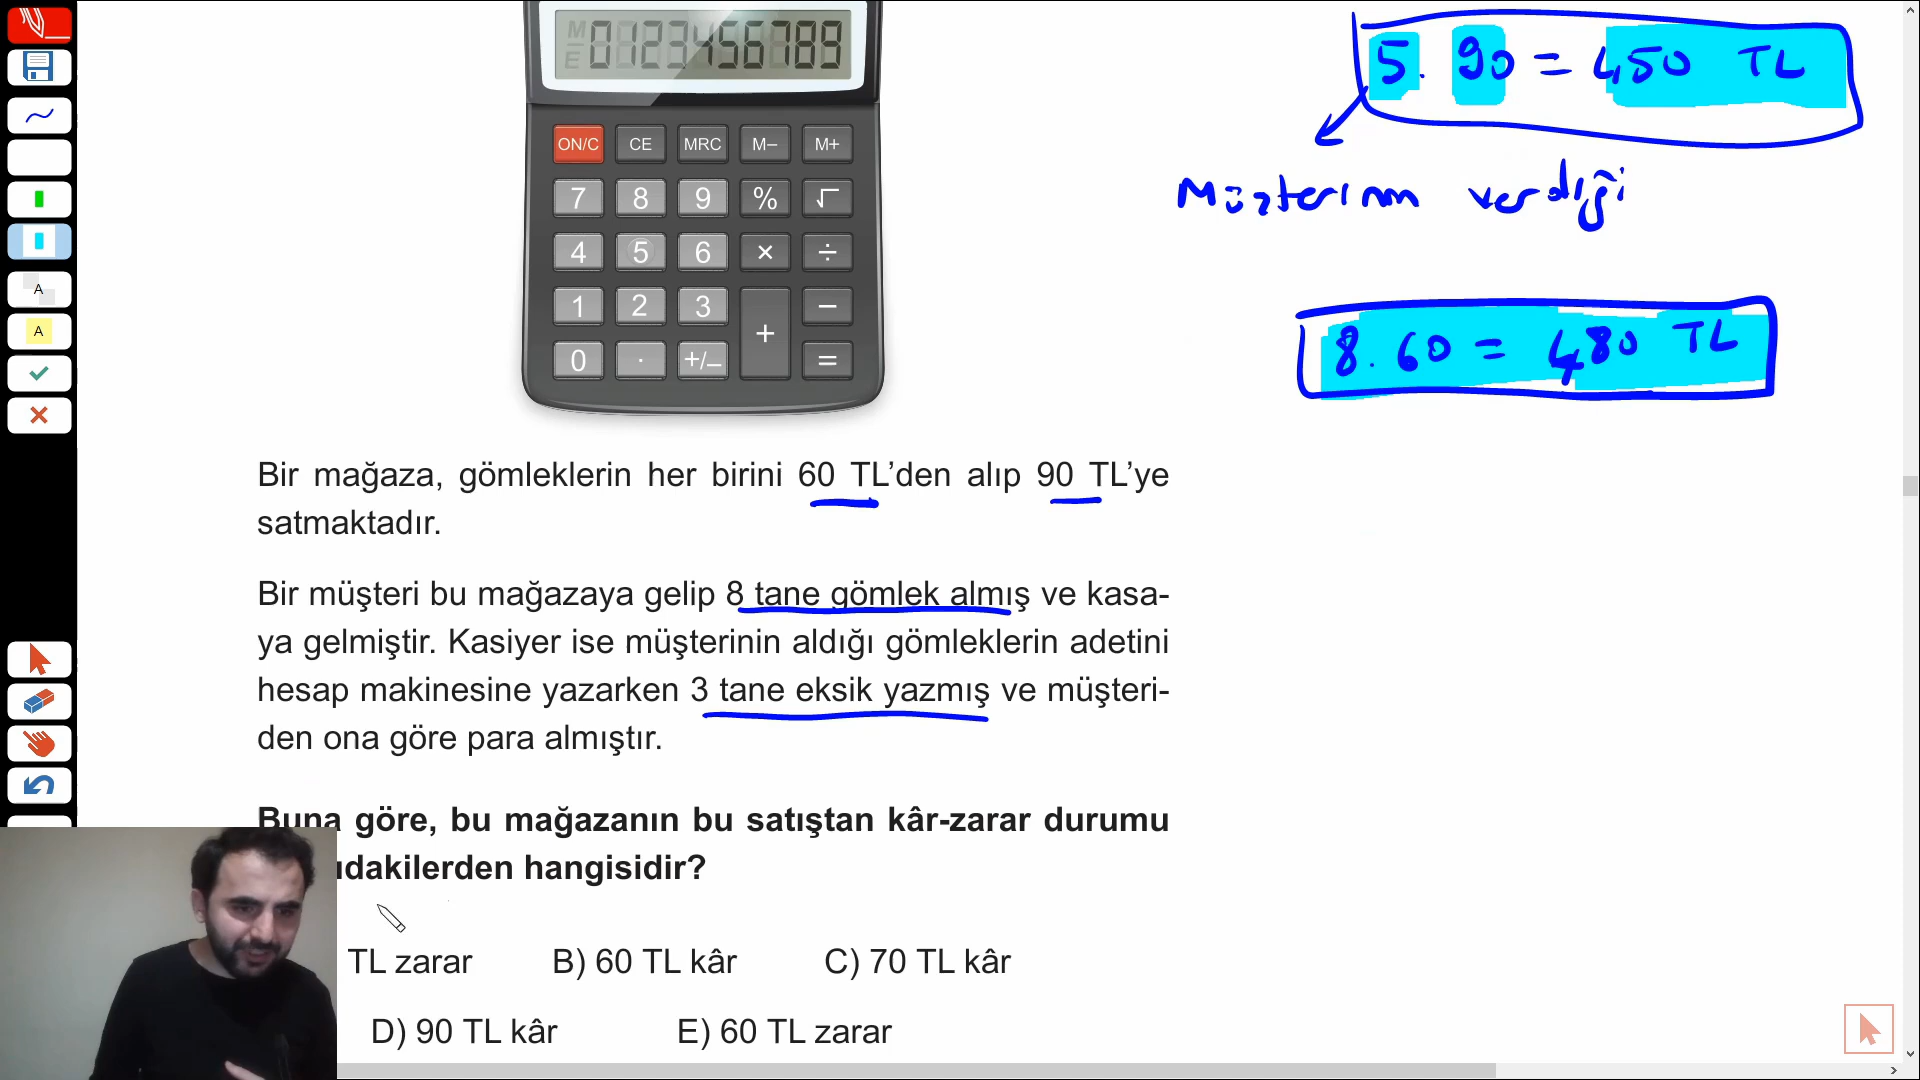 M
E
0123456789
5. 90 = 450 TL
ON/C CE MRC M– M+
7 8 9 % √
Müşterinin verdiği
4 5 6 × ÷
1 2 3 + –
0 · +/– =
8. 60 = 480 TL
A
A
Bir mağaza, gömleklerin her birini 60 TL’den alıp 90 TL’ye
satmaktadır.
Bir müşteri bu mağazaya gelip 8 tane gömlek almış ve kasa-
ya gelmiştir. Kasiyer ise müşterinin aldığı gömleklerin adetini
hesap makinesine yazarken 3 tane eksik yazmış ve müşteri-
den ona göre para almıştır.
Buna göre, bu mağazanın bu satıştan kâr-zarar durumu
hangisidir?
TL zarar B) 60 TL kâr C) 70 TL kâr
D) 90 TL kâr E) 60 TL zarar